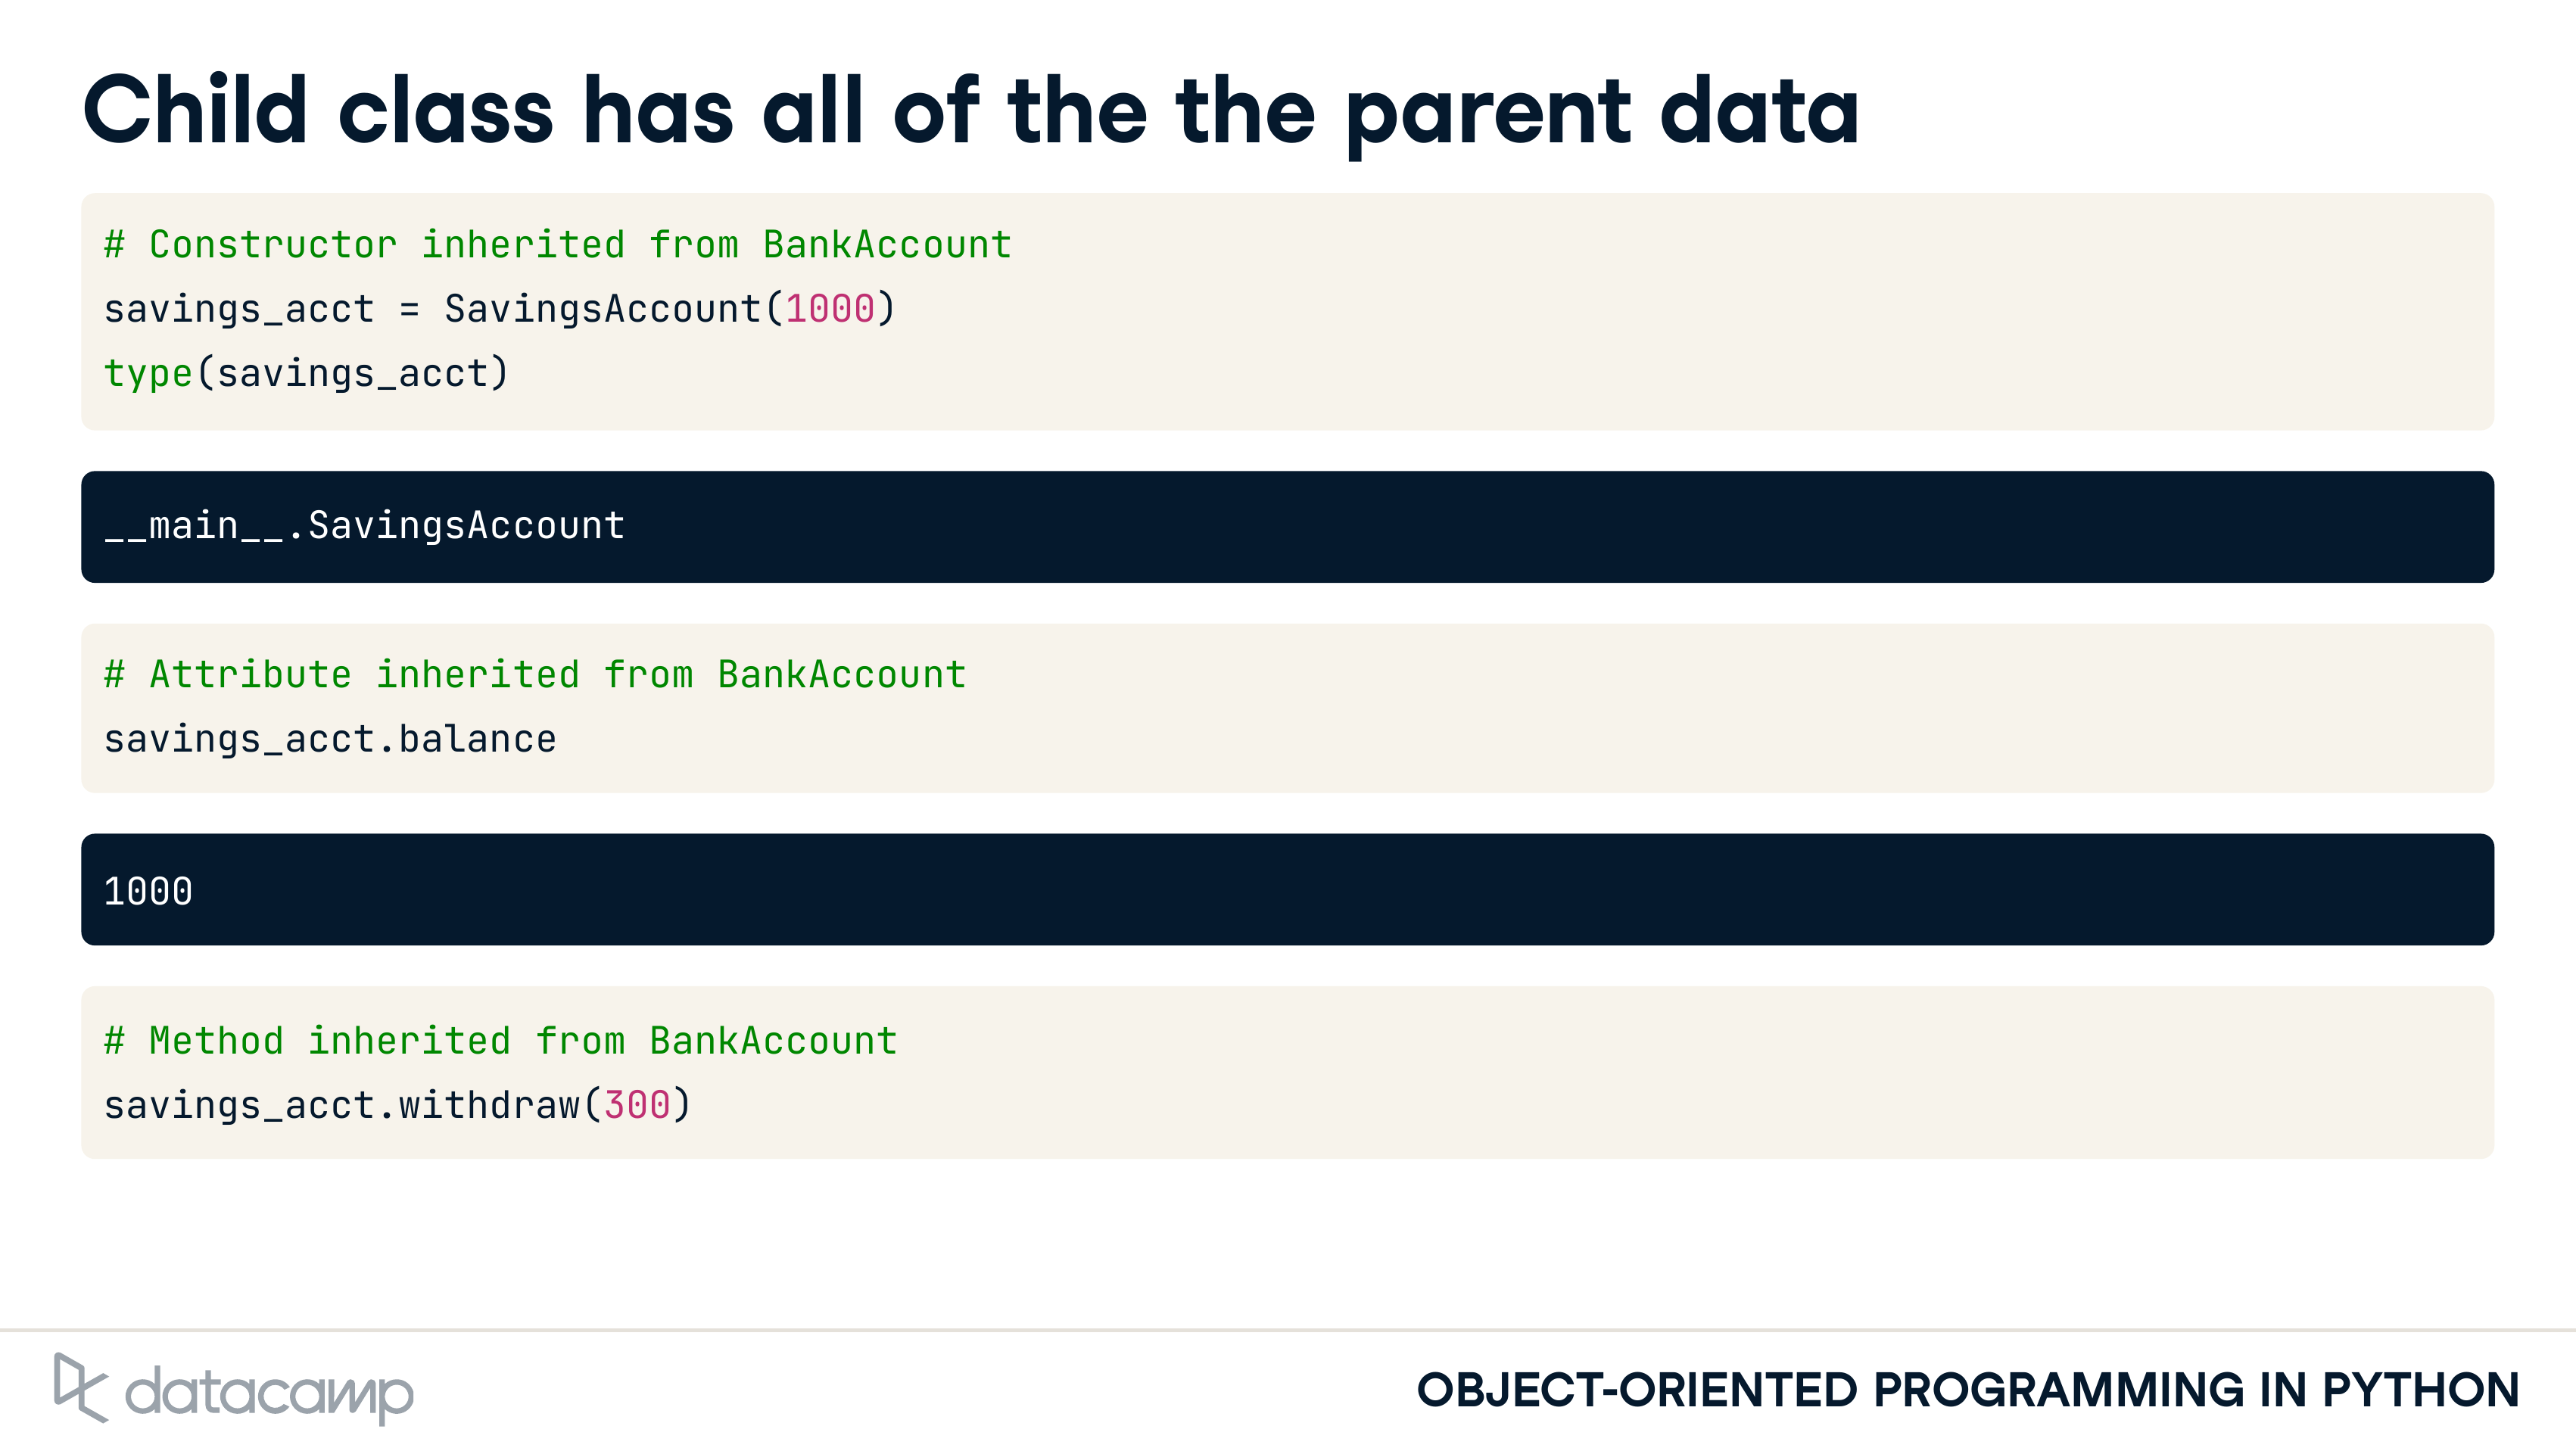 Child class has all of the the parent data
# Constructor inherited from BankAccount
savings_acct = SavingsAccount(1000)
type(savings_acct)
__main__.SavingsAccount
# Attribute inherited from BankAccount
savings_acct.balance
1000
# Method inherited from BankAccount
savings_acct.withdraw(300)
datacamp
OBJECT-ORIENTED PROGRAMMING IN PYTHON